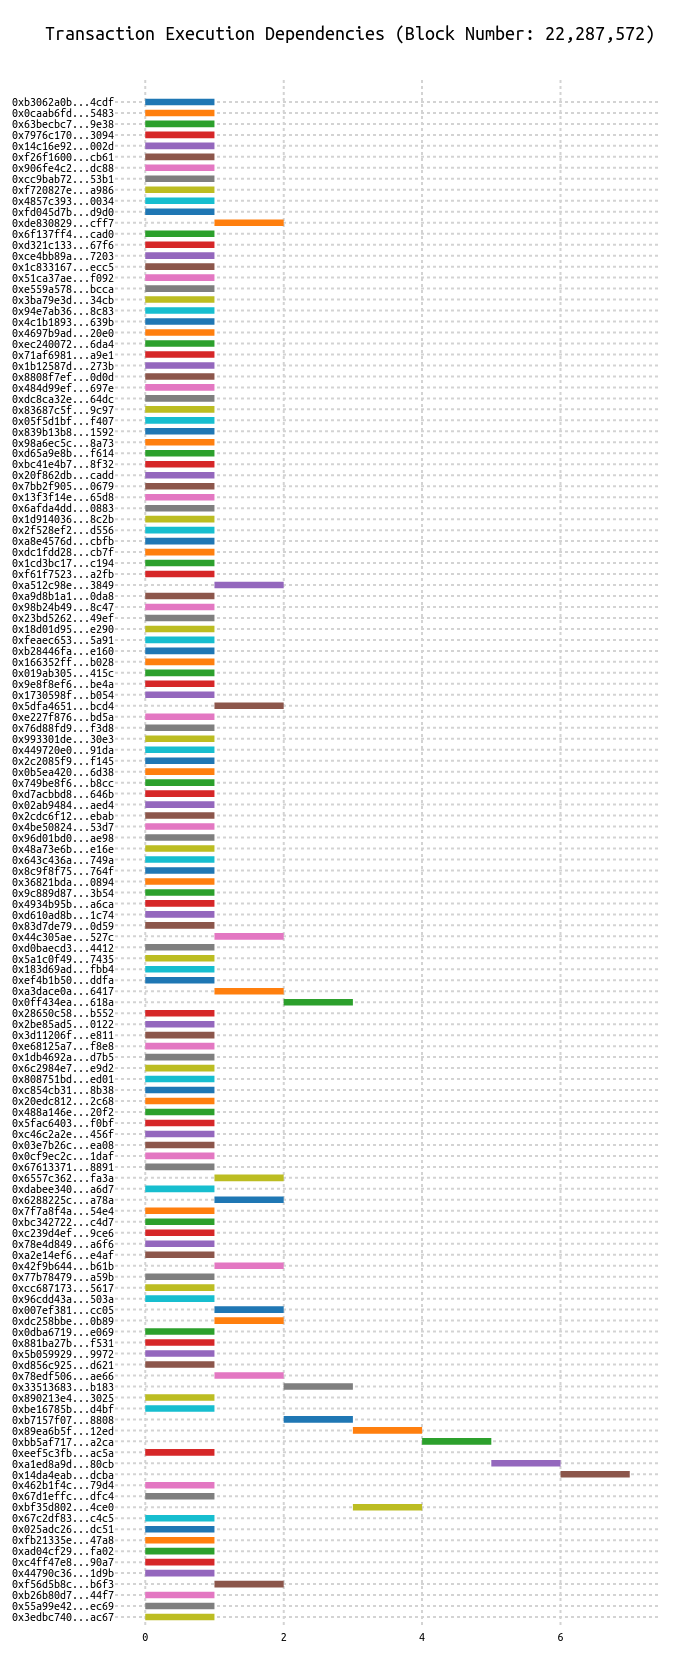 Transaction Execution Dependencies (Block Number: 22,287,572)
0xb3062a0b...4cdf
0x0caab6fd...5483
0x63becbc7...9e38
0x7976c170...3094
0x14c16e92...002d
0xf26f1600...cb61
0x906fe4c2...dc88
0xcc9bab72...53b1
0xf720827e...a986
0x4857c393...0034
0xfd045d7b...d9d0
0xde830829...cff7
0x6f137ff4...cad0
0xd321c133...67f6
0xce4bb89a...7203
0x1c833167...ecc5
0x51ca37ae...f092
0xe559a578...bcca
0x3ba79e3d...34cb
0x94e7ab36...8c83
0x4c1b1893...639b
0x4697b9ad...20e0
0xec240072...6da4
0x71af6981...a9e1
0x1b12587d...273b
0x8808f7ef...0d0d
0x484d99ef...697e
0xdc8ca32e...64dc
0x83687c5f...9c97
0x05f5d1bf...f407
0x839b13b8...1592
0x98a6ec5c...8a73
0xd65a9e8b...f614
0xbc41e4b7...8f32
0x20f862db...cadd
0x7bb2f905...0679
0x13f3f14e...65d8
0x6afda4dd...0883
0x1d914036...8c2b
0x2f528ef2...d556
0xa8e4576d...cbfb
0xdc1fdd28...cb7f
0x1cd3bc17...c194
0xf61f7523...a2fb
0xa512c98e...3849
0xa9d8b1a1...0da8
0x98b24b49...8c47
0x23bd5262...49ef
0x18d01d95...e290
0xfeaec653...5a91
0xb28446fa...e160
0x166352ff...b028
0x019ab305...415c
0x9e8f8ef6...be4a
0x1730598f...b054
0x5dfa4651...bcd4
0xe227f876...bd5a
0x76d88fd9...f3d8
0x993301de...30e3
0x449720e0...91da
0x2c2085f9...f145
0x0b5ea420...6d38
0x749be8f6...b8cc
0xd7acbbd8...646b
0x02ab9484...aed4
0x2cdc6f12...ebab
0x4be50824...53d7
0x96d01bd0...ae98
0x48a73e6b...e16e
0x643c436a...749a
0x8c9f8f75...764f
0x36821bda...0894
0x9c889d87...3b54
0x4934b95b...a6ca
0xd610ad8b...1c74
0x83d7de79...0d59
0x44c305ae...527c
0xd0baecd3...4412
0x5a1c0f49...7435
0x183d69ad...fbb4
0xef4b1b50...ddfa
0xa3dace0a...6417
0x0ff434ea...618a
0x28650c58...b552
0x2be85ad5...0122
0x3d11206f...e811
0xe68125a7...f8e8
0x1db4692a...d7b5
0x6c2984e7...e9d2
0x808751bd...ed01
0xc854cb31...8b38
0x20edc812...2c68
0x488a146e...20f2
0x5fac6403...f0bf
0xc46c2a2e...456f
0x03e7b26c...ea08
0x0cf9ec2c...1daf
0x67613371...8891
0x6557c362...fa3a
0xdabee340...a6d7
0x6288225c...a78a
0x7f7a8f4a...54e4
0xbc342722...c4d7
0xc239d4ef...9ce6
0x78e4d849...a6f6
0xa2e14ef6...e4af
0x42f9b644...b61b
0x77b78479...a59b
0xcc687173...5617
0x96cdd43a...503a
0x007ef381...cc05
0xdc258bbe...0b89
0x0dba6719...e069
0x881ba27b...f531
0x5b059929...9972
0xd856c925...d621
0x78edf506...ae66
0x33513683...b183
0x890213e4...3025
0xbe16785b...d4bf
0xb7157f07...8808
0x89ea6b5f...12ed
0xbb5af717...a2ca
0xeef5c3fb...ac5a
0xa1ed8a9d...80cb
0x14da4eab...dcba
0x462b1f4c...79d4
0x67d1effc...dfc4
0xbf35d802...4ce0
0x67c2df83...c4c5
0x025adc26...dc51
0xfb21335e...47a8
0xad04cf29...fa02
0xc4ff47e8...90a7
0x44790c36...1d9b
0xf56d5b8c...b6f3
0xb26b80d7...44f7
0x55a99e42...ec69
0x3edbc740...ac67
0 2 4 6